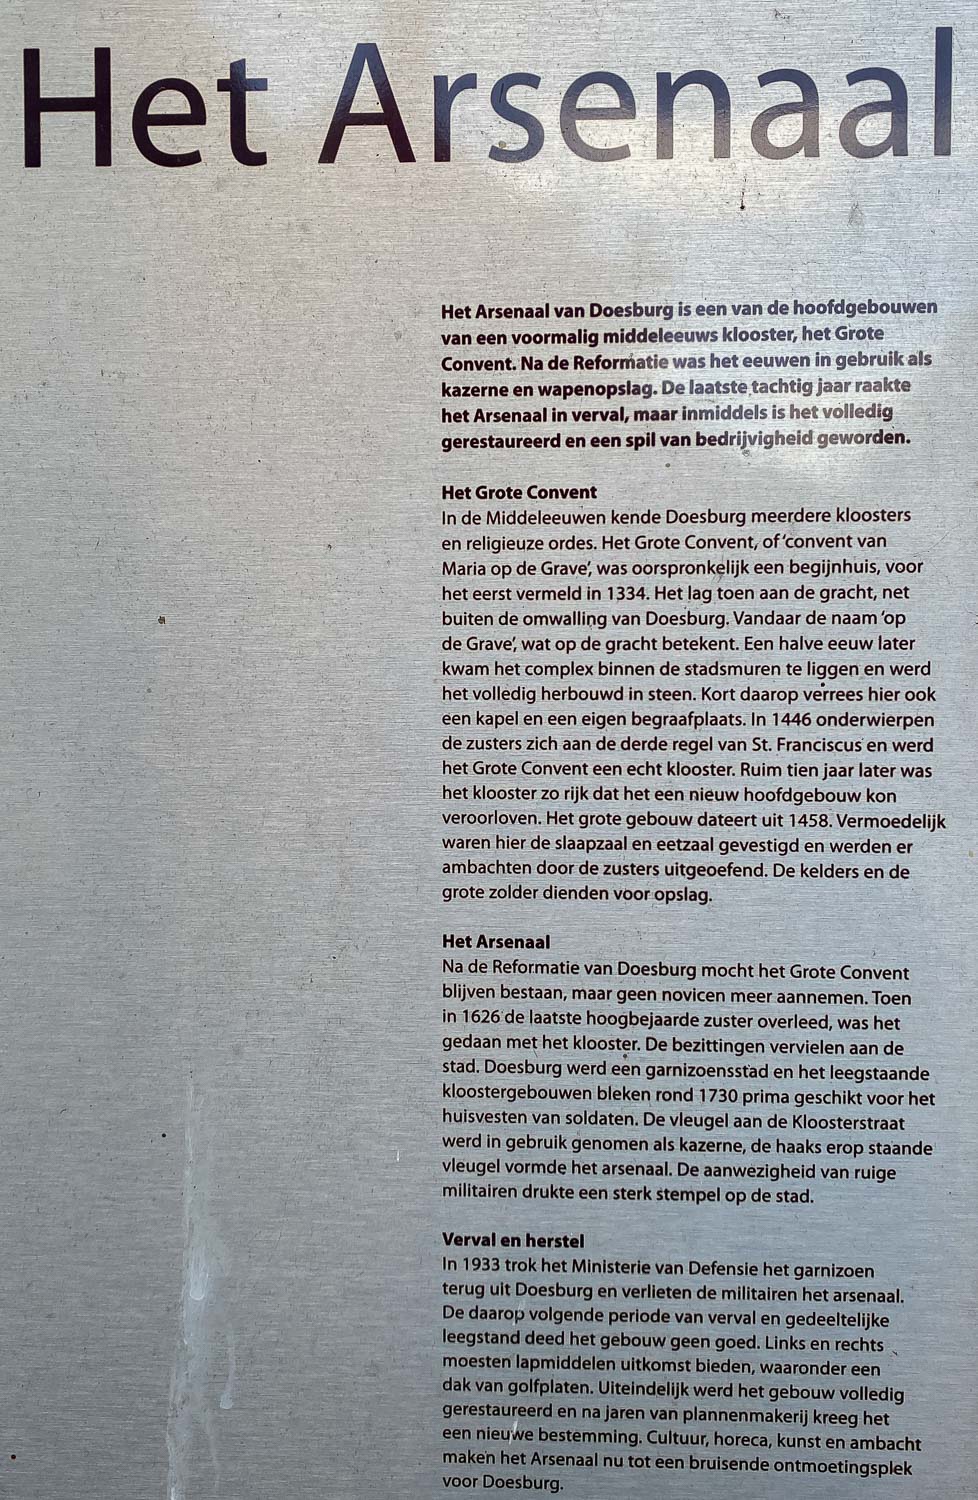 Het Arsenaal
Het Arsenaal van Doesburg is een van de hoofdgebouwen
van een voormalig middeleeuws klooster, het Grote
Convent. Na de Reformatie was het eeuwen in gebruik als
kazerne en wapenopslag. De laatste tachtig jaar raakte
het Arsenaal in verval, maar inmiddels is het volledig
gerestaureerd en een spil van bedrijvigheid geworden.
Het Grote Convent
In de Middeleeuwen kende Doesburg meerdere kloosters
en religieuze ordes. Het Grote Convent, of ‘convent van
Maria op de Grave’, was oorspronkelijk een begijnhuis, voor
het eerst vermeld in 1334. Het lag toen aan de gracht, net
buiten de omwalling van Doesburg. Vandaar de naam ‘op
de Grave’, wat op de gracht betekent. Een halve eeuw later
kwam het complex binnen de stadsmuren te liggen en werd
het volledig herbouwd in steen. Kort daarop verrees hier ook
een kapel en een eigen begraafplaats. In 1446 onderwierpen
de zusters zich aan de derde regel van St. Franciscus en werd
het Grote Convent een echt klooster. Ruim tien jaar later was
het klooster zo rijk dat het een nieuw hoofdgebouw kon
veroorloven. Het grote gebouw dateert uit 1458. Vermoedelijk
waren hier de slaapzaal en eetzaal gevestigd en werden er
ambachten door de zusters uitgeoefend. De kelders en de
grote zolder dienden voor opslag.
Het Arsenaal
Na de Reformatie van Doesburg mocht het Grote Convent
blijven bestaan, maar geen novicen meer aannemen. Toen
in 1626 de laatste hoogbejaarde zuster overleed, was het
gedaan met het klooster. De bezittingen vervielen aan de
stad. Doesburg werd een garnizoensstad en het leegstaande
kloostergebouwen bleken rond 1730 prima geschikt voor het
huisvesten van soldaten. De vleugel aan de Kloosterstraat
werd in gebruik genomen als kazerne, de haaks erop staande
vleugel vormde het arsenaal. De aanwezigheid van ruige
militairen drukte een sterk stempel op de stad.
Verval en herstel
In 1933 trok het Ministerie van Defensie het garnizoen
terug uit Doesburg en verlieten de militairen het arsenaal.
De daarop volgende periode van verval en gedeeltelijke
leegstand deed het gebouw geen goed. Links en rechts
moesten lapmiddelen uitkomst bieden, waaronder een
dak van golfplaten. Uiteindelijk werd het gebouw volledig
gerestaureerd en na jaren van plannenmakerij kreeg het
een nieuwe bestemming. Cultuur, horeca, kunst en ambacht
maken het Arsenaal nu tot een bruisende ontmoetingsplek
voor Doesburg.